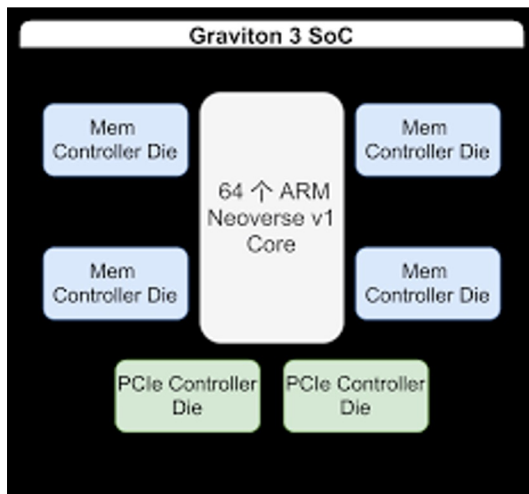 Graviton 3 SoC
Mem
Controller Die
Mem
Controller Die
64 个 ARM
Neoverse v1
Core
Mem
Controller Die
Mem
Controller Die
PCIe Controller
Die
PCIe Controller
Die